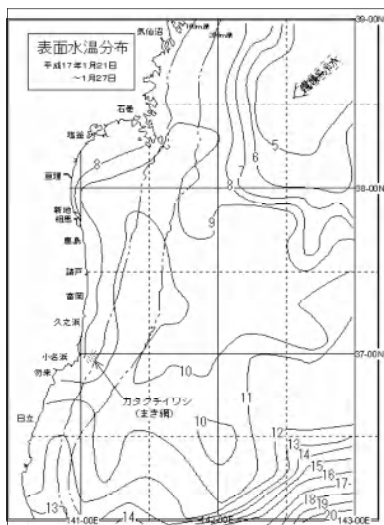 表面水温分布
平成17年1月21日
～1月27日
気仙沼
石巻
塩釜
亘理
新地
相馬
鹿島
請戸
富岡
久之浜
小名浜
勿来
日立
カタクチイワシ
(まき網)
39-00N
38-00N
37-00N
141-00E
142-00E
143-00E
5
6
7
8
8
9
10
10
11
12
13
14
15
16
17
18
19
20
13
14